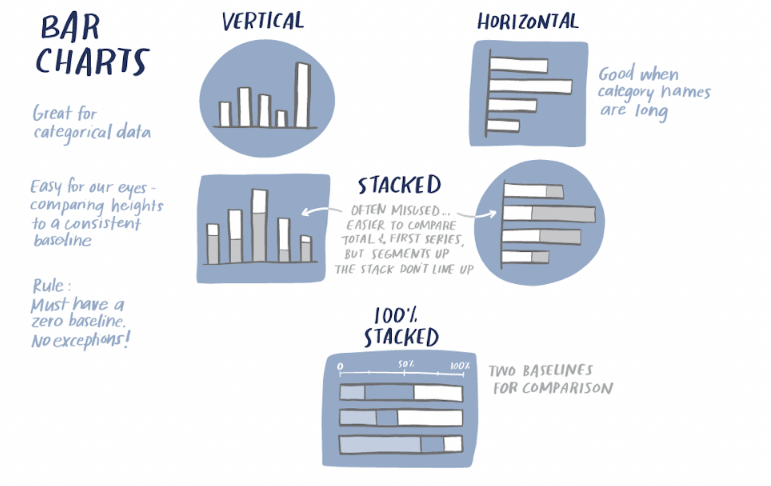 BAR
CHARTS
Great for
categorical data
Easy for our eyes -
comparing heights
to a consistent
baseline
Rule:
Must have a
zero baseline.
No exceptions!
VERTICAL
HORIZONTAL
Good when
category names
are long
STACKED
OFTEN MISUSED...
EASIER TO COMPARE
TOTAL & FIRST SERIES,
BUT SEGMENTS UP
THE STACK DON'T LINE UP
100%
STACKED
0 50% 100%
TWO BASELINES
FOR COMPARISON